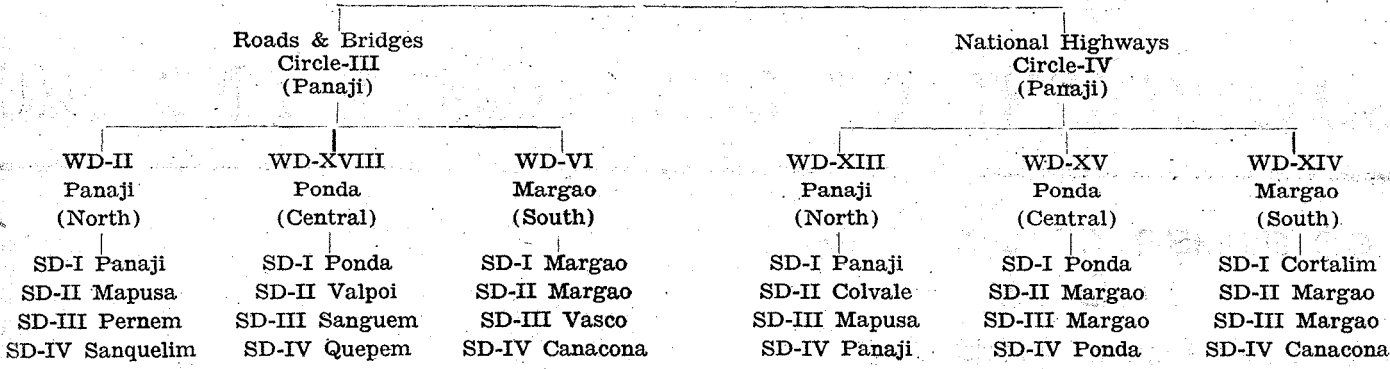 Roads & Bridges
Circle-III
(Panaji)
National Highways
Circle-IV
(Panaji)
WD-II
Panaji
(North)
SD-I Panaji
SD-II Mapusa
SD-III Pernem
SD-IV Sanquelim
WD-XVIII
Ponda
(Central)
SD-I Ponda
SD-II Valpoi
SD-III Sanguem
SD-IV Quepem
WD-VI
Margao
(South)
SD-I Margao
SD-II Margao
SD-III Vasco
SD-IV Canacona
WD-XIII
Panaji
(North)
SD-I Panaji
SD-II Colvale
SD-III Mapusa
SD-IV Panaji
WD-XV
Ponda
(Central)
SD-I Ponda
SD-II Margao
SD-III Margao
SD-IV Ponda
WD-XIV
Margao
(South)
SD-I Cortalim
SD-II Margao
SD-III Margao
SD-IV Canacona